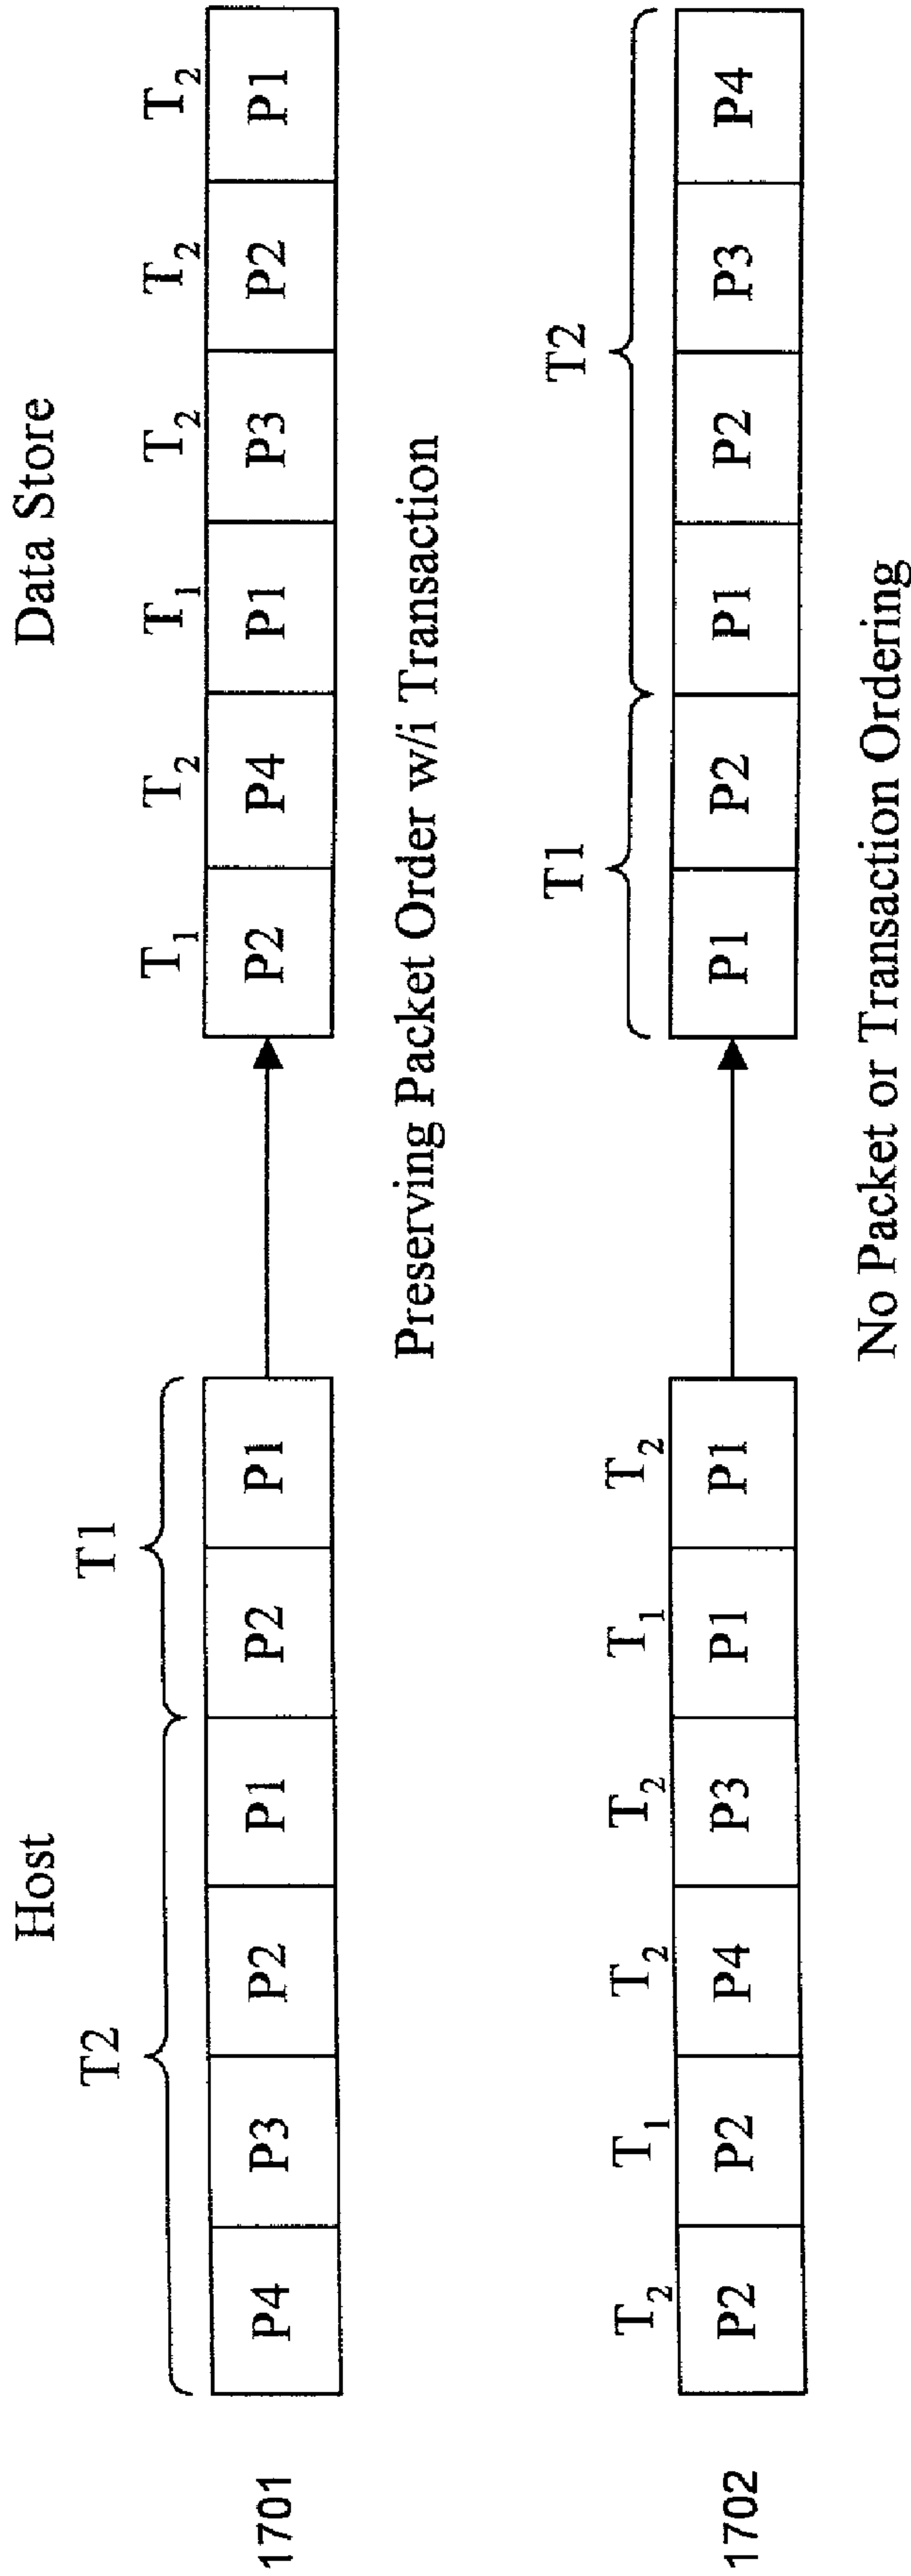 Host Data Store
T2 T1 T1 T2 T1 T2 T2 T2
1701 P4 P3 P2 P1 P2 P1 P2 P4 P1 P3 P2 P1
Preserving Packet Order w/i Transaction
T2 T1 T2 T2 T1 T2 T1 T2
1702 P2 P2 P4 P3 P1 P1 P1 P2 P1 P2 P3 P4
No Packet or Transaction Ordering